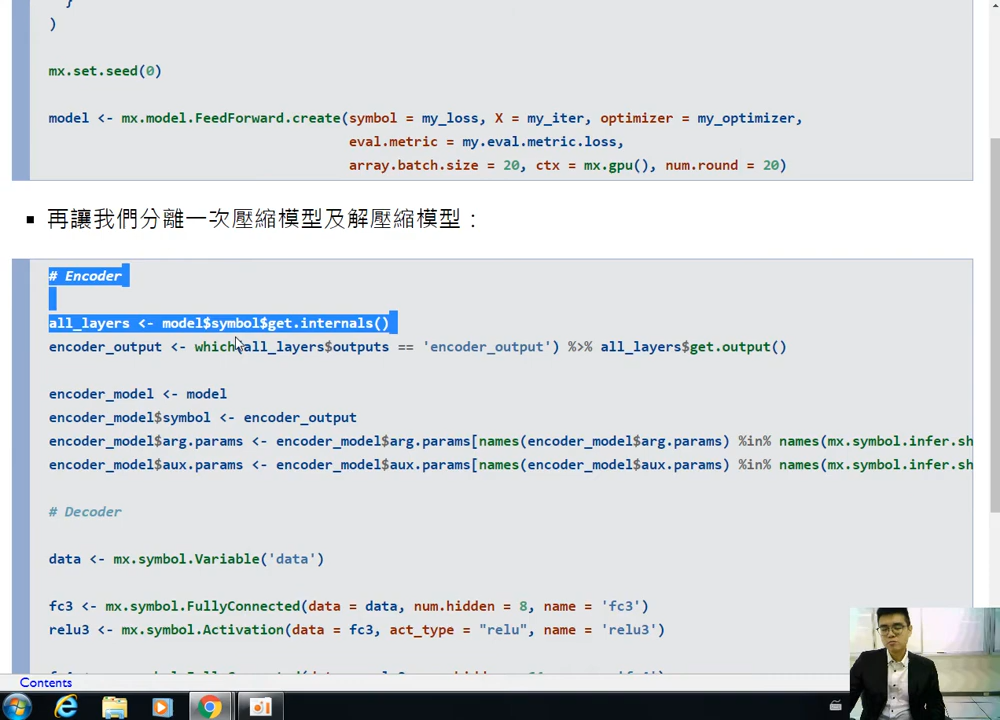 }
)
mx.set.seed(0)
model <- mx.model.FeedForward.create(symbol = my_loss, X = my_iter, optimizer = my_optimizer,
eval.metric = my.eval.metric.loss,
array.batch.size = 20, ctx = mx.gpu(), num.round = 20)
▪ 再讓我們分離一次壓縮模型及解壓縮模型：
# Encoder
all_layers <- model$symbol$get.internals()
encoder_output <- which(all_layers$outputs == 'encoder_output') %>% all_layers$get.output()
encoder_model <- model
encoder_model$symbol <- encoder_output
encoder_model$arg.params <- encoder_model$arg.params[names(encoder_model$arg.params) %in% names(mx.symbol.infer.sh
encoder_model$aux.params <- encoder_model$aux.params[names(encoder_model$aux.params) %in% names(mx.symbol.infer.sh
# Decoder
data <- mx.symbol.Variable('data')
fc3 <- mx.symbol.FullyConnected(data = data, num.hidden = 8, name = 'fc3')
relu3 <- mx.symbol.Activation(data = fc3, act_type = "relu", name = 'relu3')
Contents